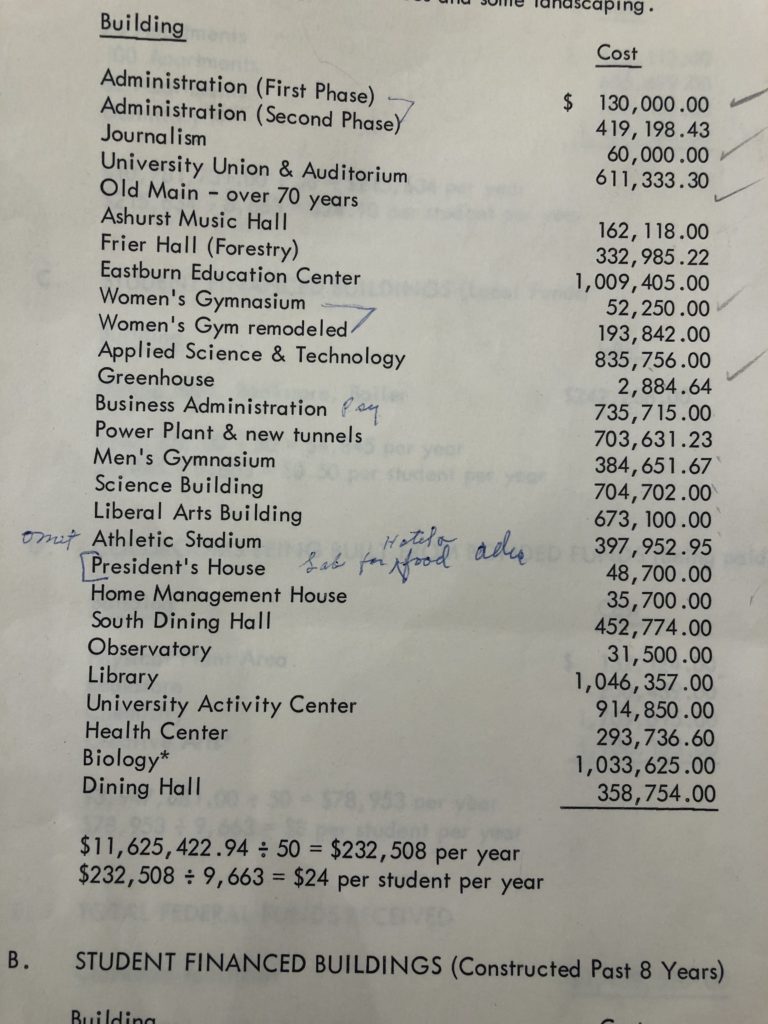 and some landscaping.
Building Cost
Administration (First Phase) $ 130,000.00
Administration (Second Phase) 419,198.43
Journalism 60,000.00
University Union & Auditorium 611,333.30
Old Main - over 70 years
Ashurst Music Hall 162,118.00
Frier Hall (Forestry) 332,985.22
Eastburn Education Center 1,009,405.00
Women's Gymnasium 52,250.00
Women's Gym remodeled 193,842.00
Applied Science & Technology 835,756.00
Greenhouse 2,884.64
Business Administration Psy 735,715.00
Power Plant & new tunnels 703,631.23
Men's Gymnasium 384,651.67
Science Building 704,702.00
Liberal Arts Building 673,100.00
omit Athletic Stadium 397,952.95
Hotel &
[President's House Lab for food 48,700.00
Home Management House 35,700.00
South Dining Hall 452,774.00
Observatory 31,500.00
Library 1,046,357.00
University Activity Center 914,850.00
Health Center 293,736.60
Biology* 1,033,625.00
Dining Hall 358,754.00
$11,625,422.94 ÷ 50 = $232,508 per year
$232,508 ÷ 9,663 = $24 per student per year
B. STUDENT FINANCED BUILDINGS (Constructed Past 8 Years)
Building